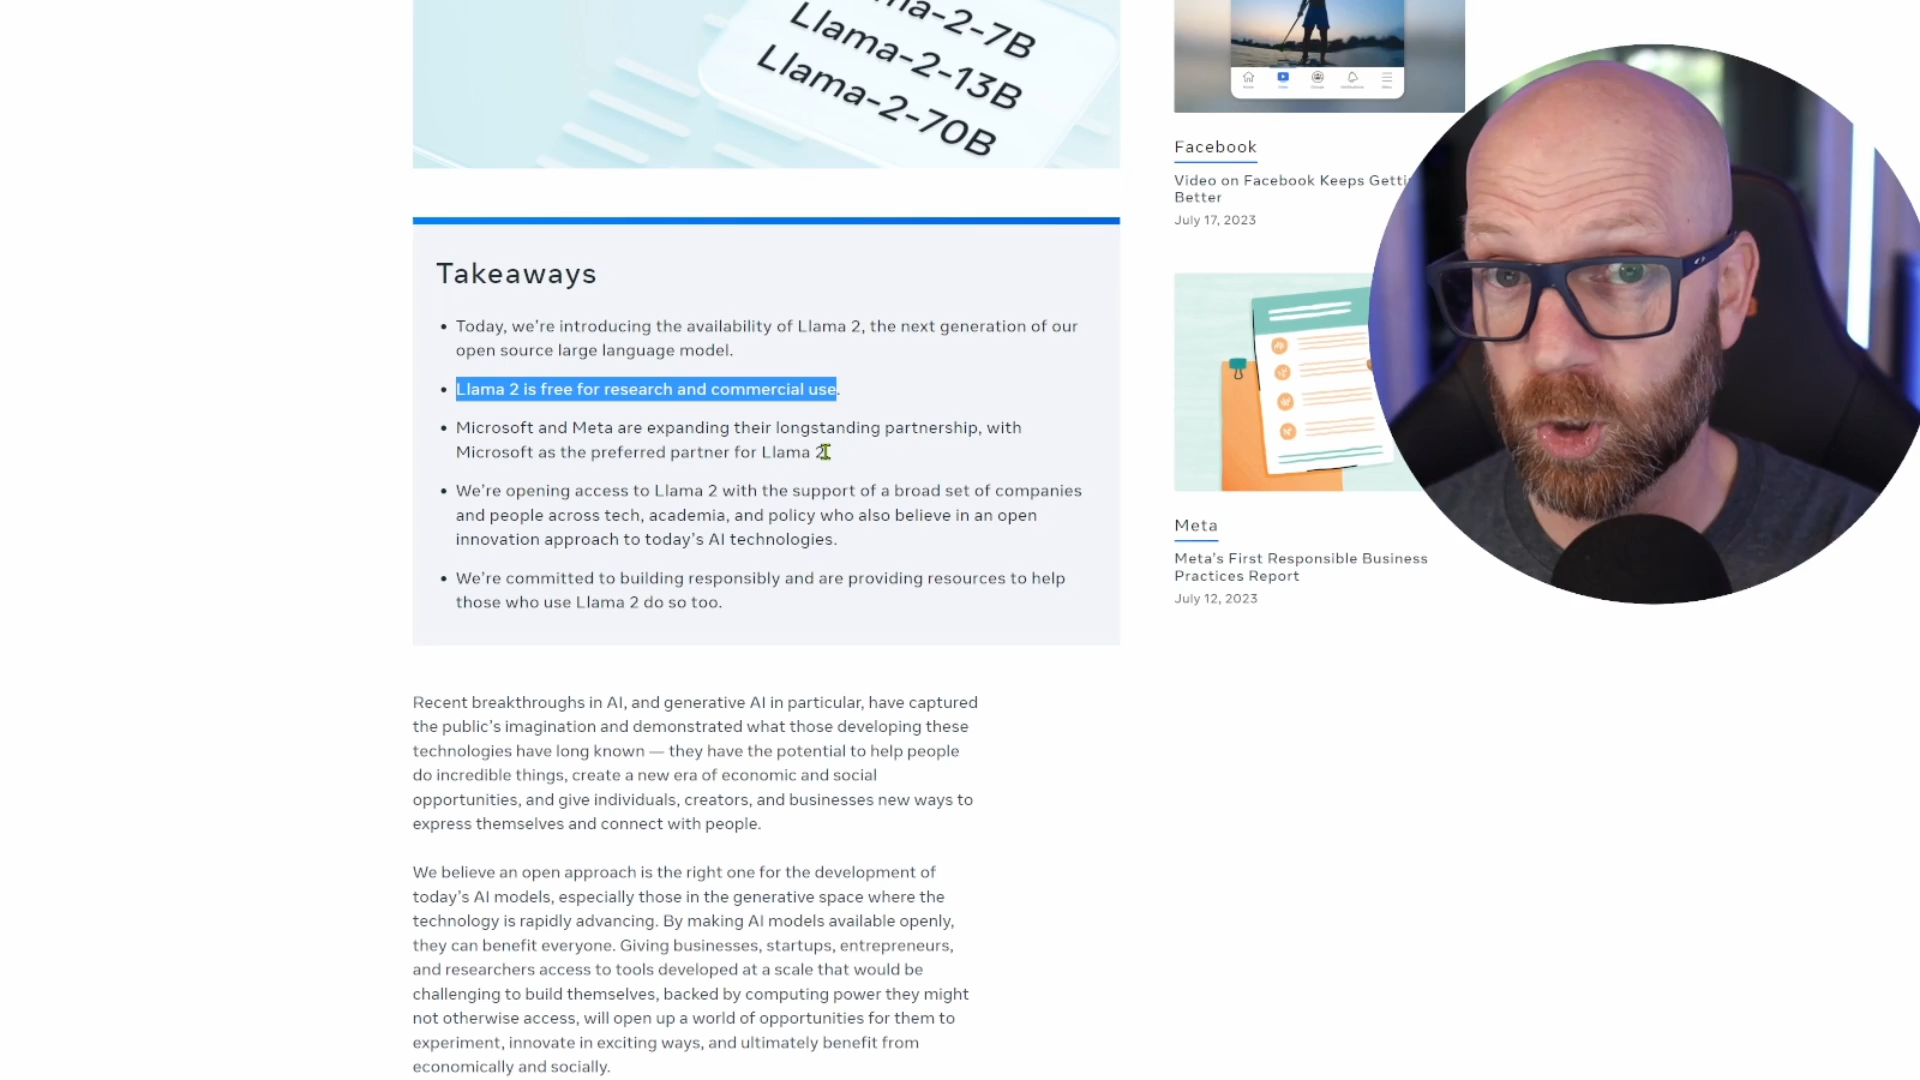 -2-7B
Llama-2-13B
Llama-2-70B
Takeaways
• Today, we’re introducing the availability of Llama 2, the next generation of our
open source large language model.
• Llama 2 is free for research and commercial use.
• Microsoft and Meta are expanding their longstanding partnership, with
Microsoft as the preferred partner for Llama 2
• We’re opening access to Llama 2 with the support of a broad set of companies
and people across tech, academia, and policy who also believe in an open
innovation approach to today’s AI technologies.
• We’re committed to building responsibly and are providing resources to help
those who use Llama 2 do so too.
Recent breakthroughs in AI, and generative AI in particular, have captured
the public’s imagination and demonstrated what those developing these
technologies have long known — they have the potential to help people
do incredible things, create a new era of economic and social
opportunities, and give individuals, creators, and businesses new ways to
express themselves and connect with people.
We believe an open approach is the right one for the development of
today’s AI models, especially those in the generative space where the
technology is rapidly advancing. By making AI models available openly,
they can benefit everyone. Giving businesses, startups, entrepreneurs,
and researchers access to tools developed at a scale that would be
challenging to build themselves, backed by computing power they might
not otherwise access, will open up a world of opportunities for them to
experiment, innovate in exciting ways, and ultimately benefit from
economically and socially.
Facebook
Video on Facebook Keeps
Better
July 17, 2023
Meta
Meta’s First Responsible Business
Practices Report
July 12, 2023